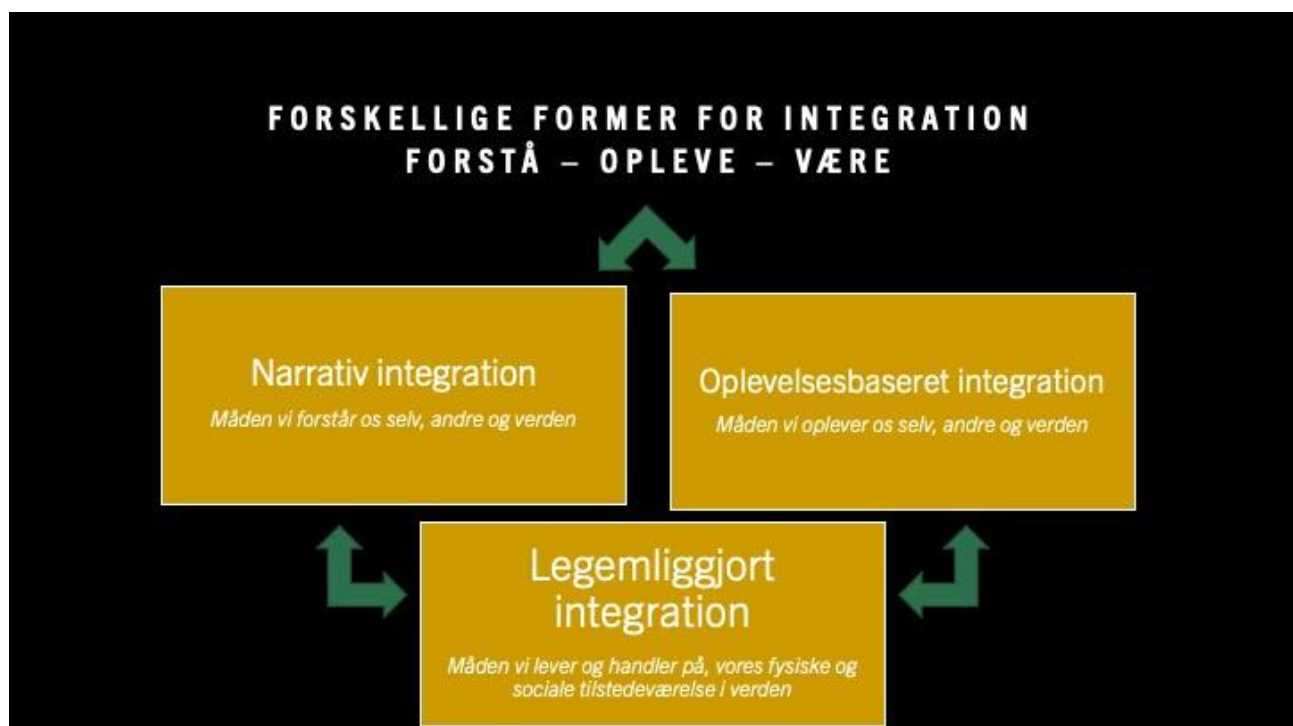 FORSKELLIGE FORMER FOR INTEGRATION
FORSTÅ – OPLEVE – VÆRE
Narrativ integration
Måden vi forstår os selv, andre og verden
Oplevelsesbaseret integration
Måden vi oplever os selv, andre og verden
Legemliggjort
integration
Måden vi lever og handler på, vores fysiske og
sociale tilstedeværelse i verden